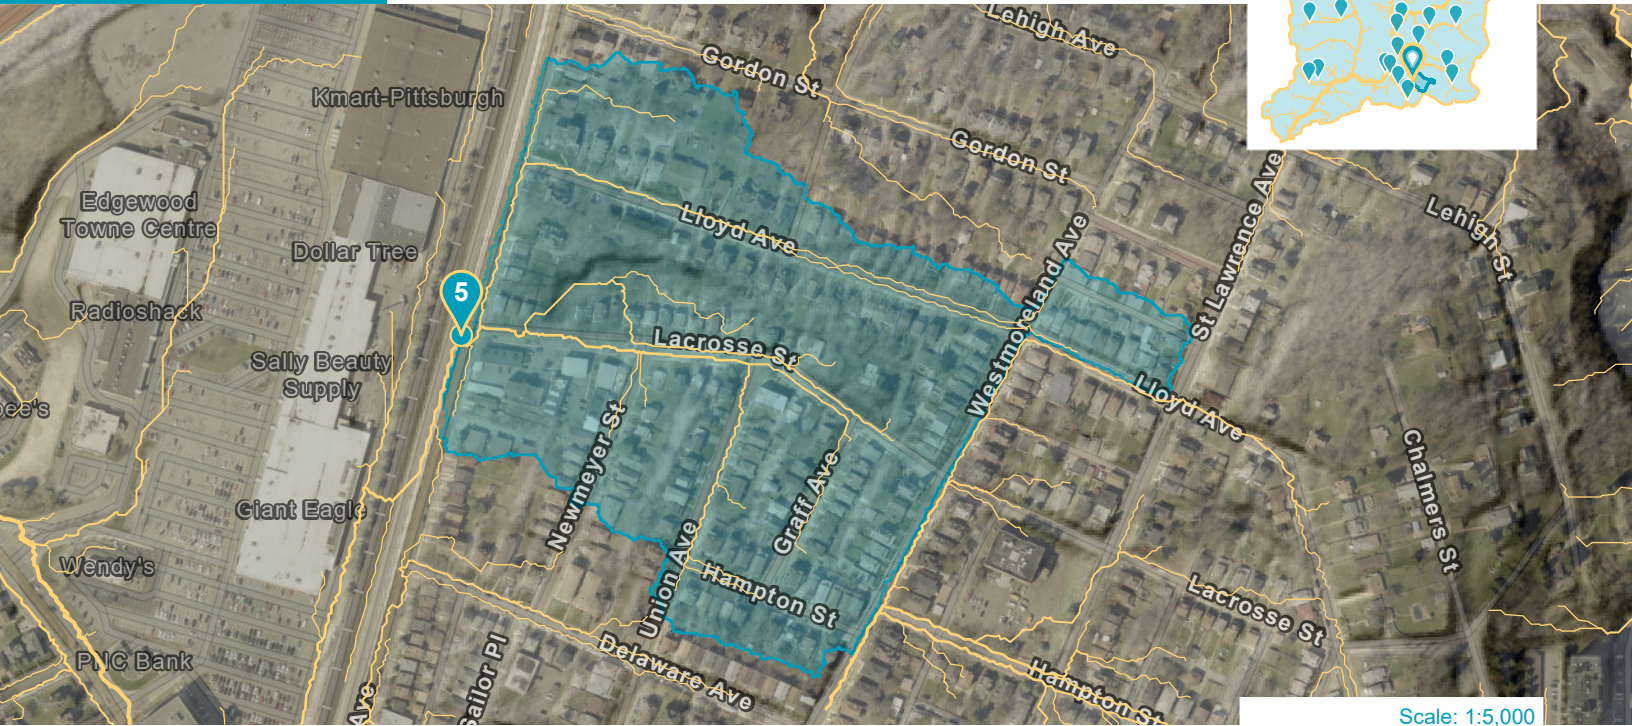 Lehigh Ave
Gordon St
Kmart-Pittsburgh
Gordon St
St Lawrence Ave
Edgewood
Towne Centre
Lehigh St
Lloyd Ave
Dollar Tree
Westmoreland Ave
5
Radioshack
Lacrosse St
Sally Beauty
Supply
Lloyd Ave
bee's
Newmeyer St
Chalmers St
Graff Ave
Giant Eagle
Union Ave
Wendy's
Hampton St
Lacrosse St
Delaware Ave
PNC Bank
Sailor Pl
Hampton St
Ave
Scale: 1:5,000